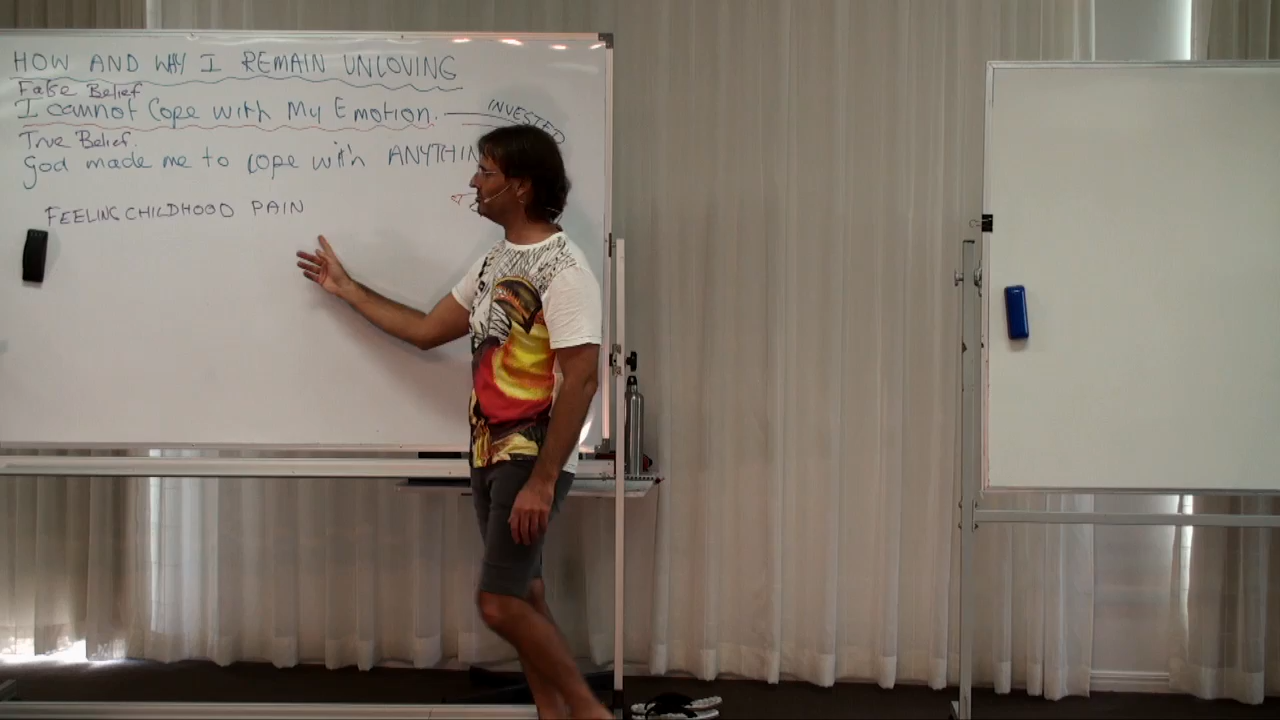 HOW AND WHY I REMAIN UNLOVING
False Belief
I cannot Cope with My Emotion. INVESTED
True Belief.
God made me to cope with ANYTHIN
FEELING CHILDHOOD PAIN